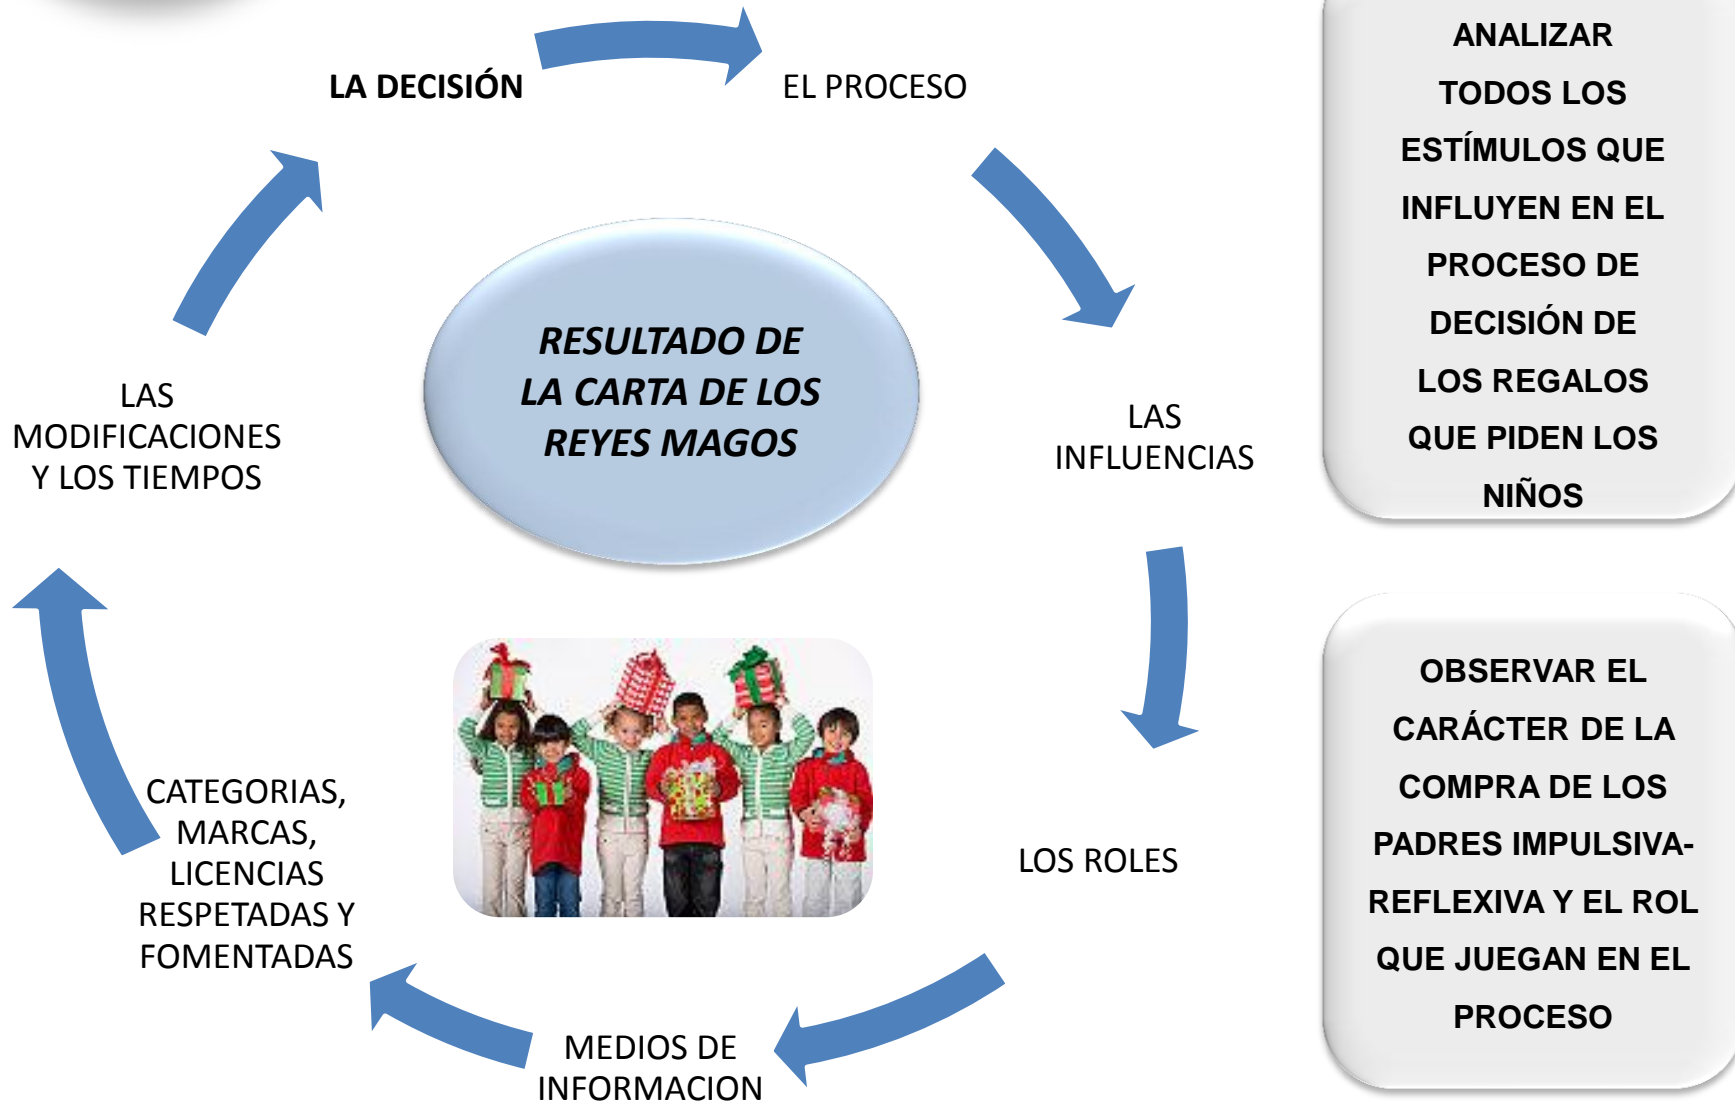 LA DECISIÓN
EL PROCESO
LAS
INFLUENCIAS
LOS ROLES
MEDIOS DE
INFORMACION
CATEGORIAS,
MARCAS,
LICENCIAS
RESPETADAS Y
FOMENTADAS
LAS
MODIFICACIONES
Y LOS TIEMPOS
RESULTADO DE
LA CARTA DE LOS
REYES MAGOS
ANALIZAR
TODOS LOS
ESTÍMULOS QUE
INFLUYEN EN EL
PROCESO DE
DECISIÓN DE
LOS REGALOS
QUE PIDEN LOS
NIÑOS
OBSERVAR EL
CARÁCTER DE LA
COMPRA DE LOS
PADRES IMPULSIVA-
REFLEXIVA Y EL ROL
QUE JUEGAN EN EL
PROCESO